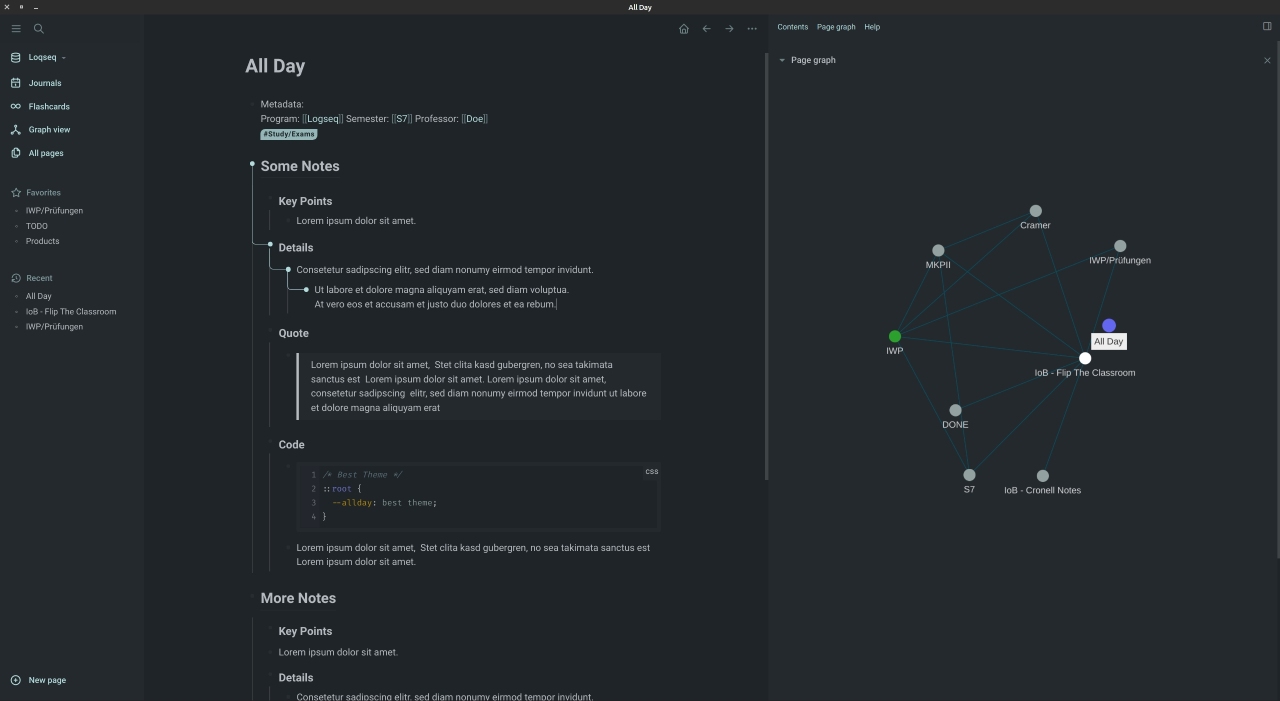 All Day
Loqseq
Journals
Flashcards
Graph view
All pages
Favorites
IWP/Prüfungen
TODO
Products
Recent
All Day
IoB - Flip The Classroom
IWP/Prüfungen
New page
All Day
Metadata:
Program: [[Logseq]] Semester: [[S7]] Professor: [[Doe]]
#Study/Exams
Some Notes
Key Points
Lorem ipsum dolor sit amet.
Details
Consetetur sadipscing elitr, sed diam nonumy eirmod tempor invidunt.
Ut labore et dolore magna aliquyam erat, sed diam voluptua.
At vero eos et accusam et justo duo dolores et ea rebum.
Quote
Lorem ipsum dolor sit amet,  Stet clita kasd gubergren, no sea takimata
sanctus est  Lorem ipsum dolor sit amet. Lorem ipsum dolor sit amet,
consetetur sadipscing  elitr, sed diam nonumy eirmod tempor invidunt ut labore
et dolore magna aliquyam erat
Code
css
1 /* Best Theme */
2 ::root {
3   --allday: best theme;
4 }
Lorem ipsum dolor sit amet,  Stet clita kasd gubergren, no sea takimata sanctus est
Lorem ipsum dolor sit amet.
More Notes
Key Points
Lorem ipsum dolor sit amet.
Details
Consetetur sadipscing elitr, sed diam nonumy eirmod tempor invidunt.
Contents Page graph Help
Page graph
Cramer
IWP/Prüfungen
MKPII
All Day
IWP
IoB - Flip The Classroom
DONE
S7
IoB - Cronell Notes